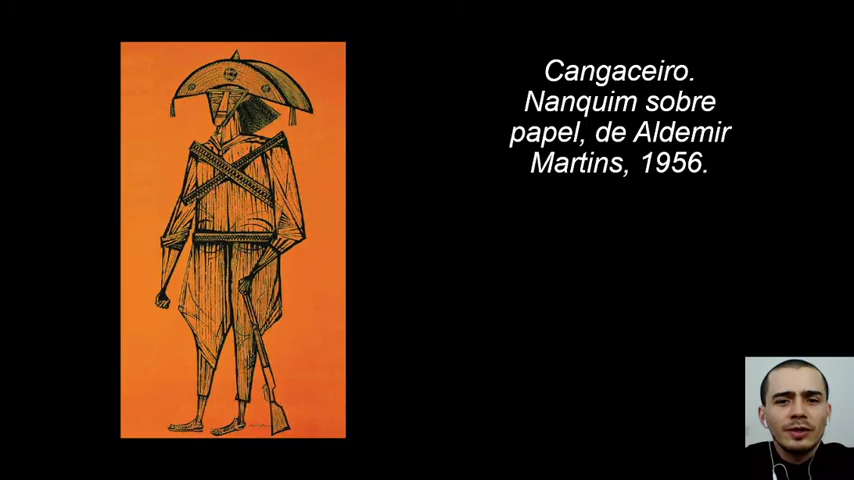 Cangaceiro.
Nanquim sobre
papel, de Aldemir
Martins, 1956.